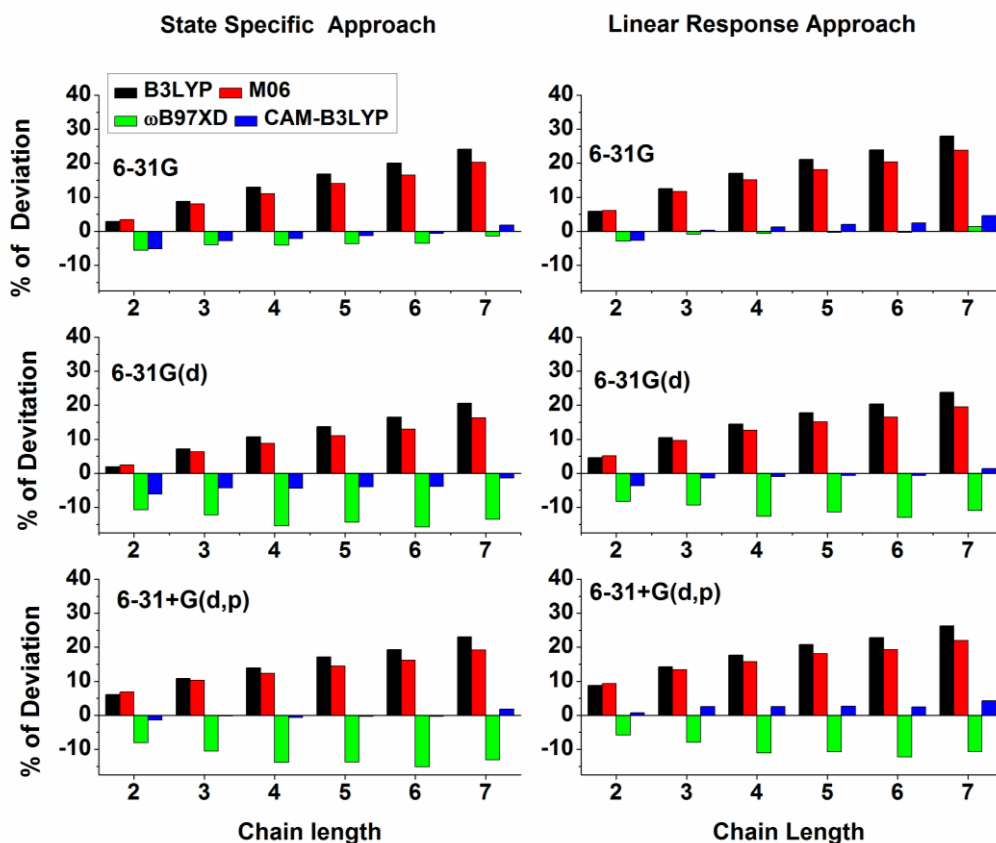 State Specific Approach
Linear Response Approach
B3LYP M06
ωB97XD CAM-B3LYP
6-31G
% of Deviation
40
30
20
10
0
-10
2 3 4 5 6 7
6-31G
40
30
20
10
0
-10
2 3 4 5 6 7
6-31G(d)
% of Devitation
40
30
20
10
0
-10
2 3 4 5 6 7
6-31G(d)
40
30
20
10
0
-10
2 3 4 5 6 7
6-31+G(d,p)
% of Deviation
40
30
20
10
0
-10
2 3 4 5 6 7
Chain length
6-31+G(d,p)
40
30
20
10
0
-10
2 3 4 5 6 7
Chain Length